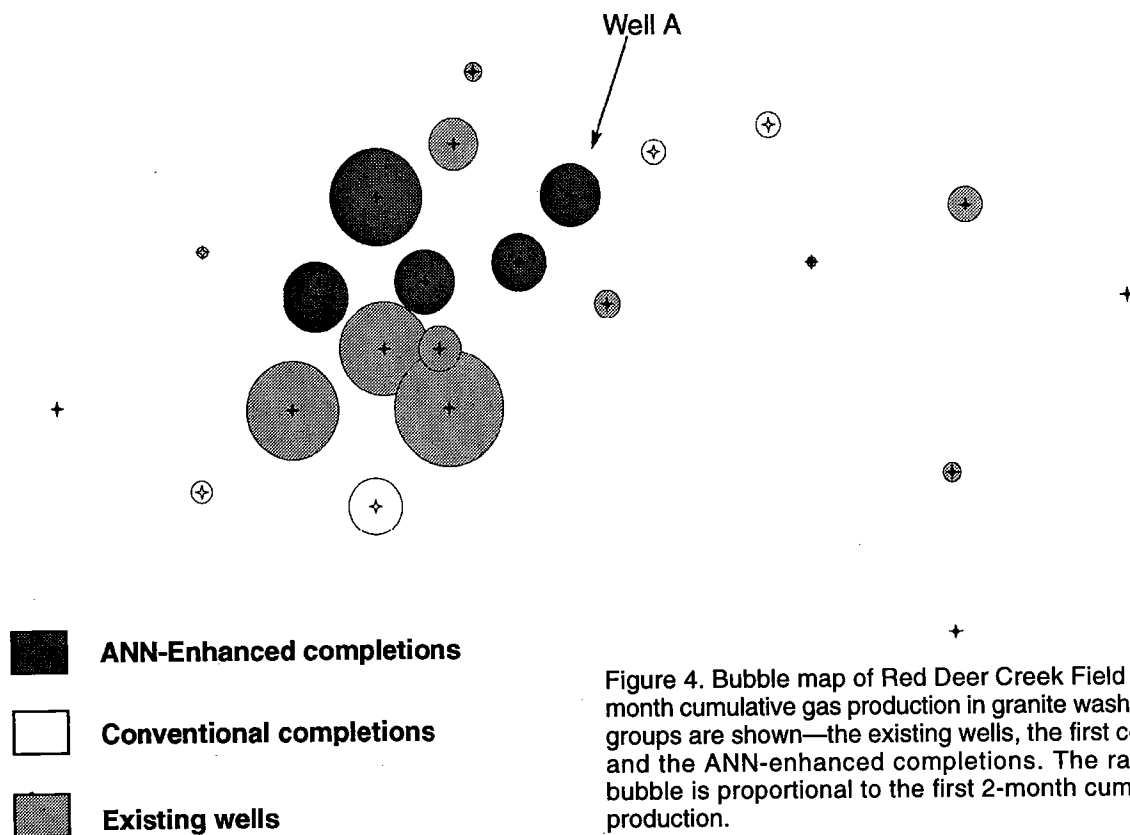 Well A
ANN-Enhanced completions
Conventional completions
Existing wells
Figure 4. Bubble map of Red Deer Creek Field
month cumulative gas production in granite wash
groups are shown—the existing wells, the first c
and the ANN-enhanced completions. The ra
bubble is proportional to the first 2-month cum
production.